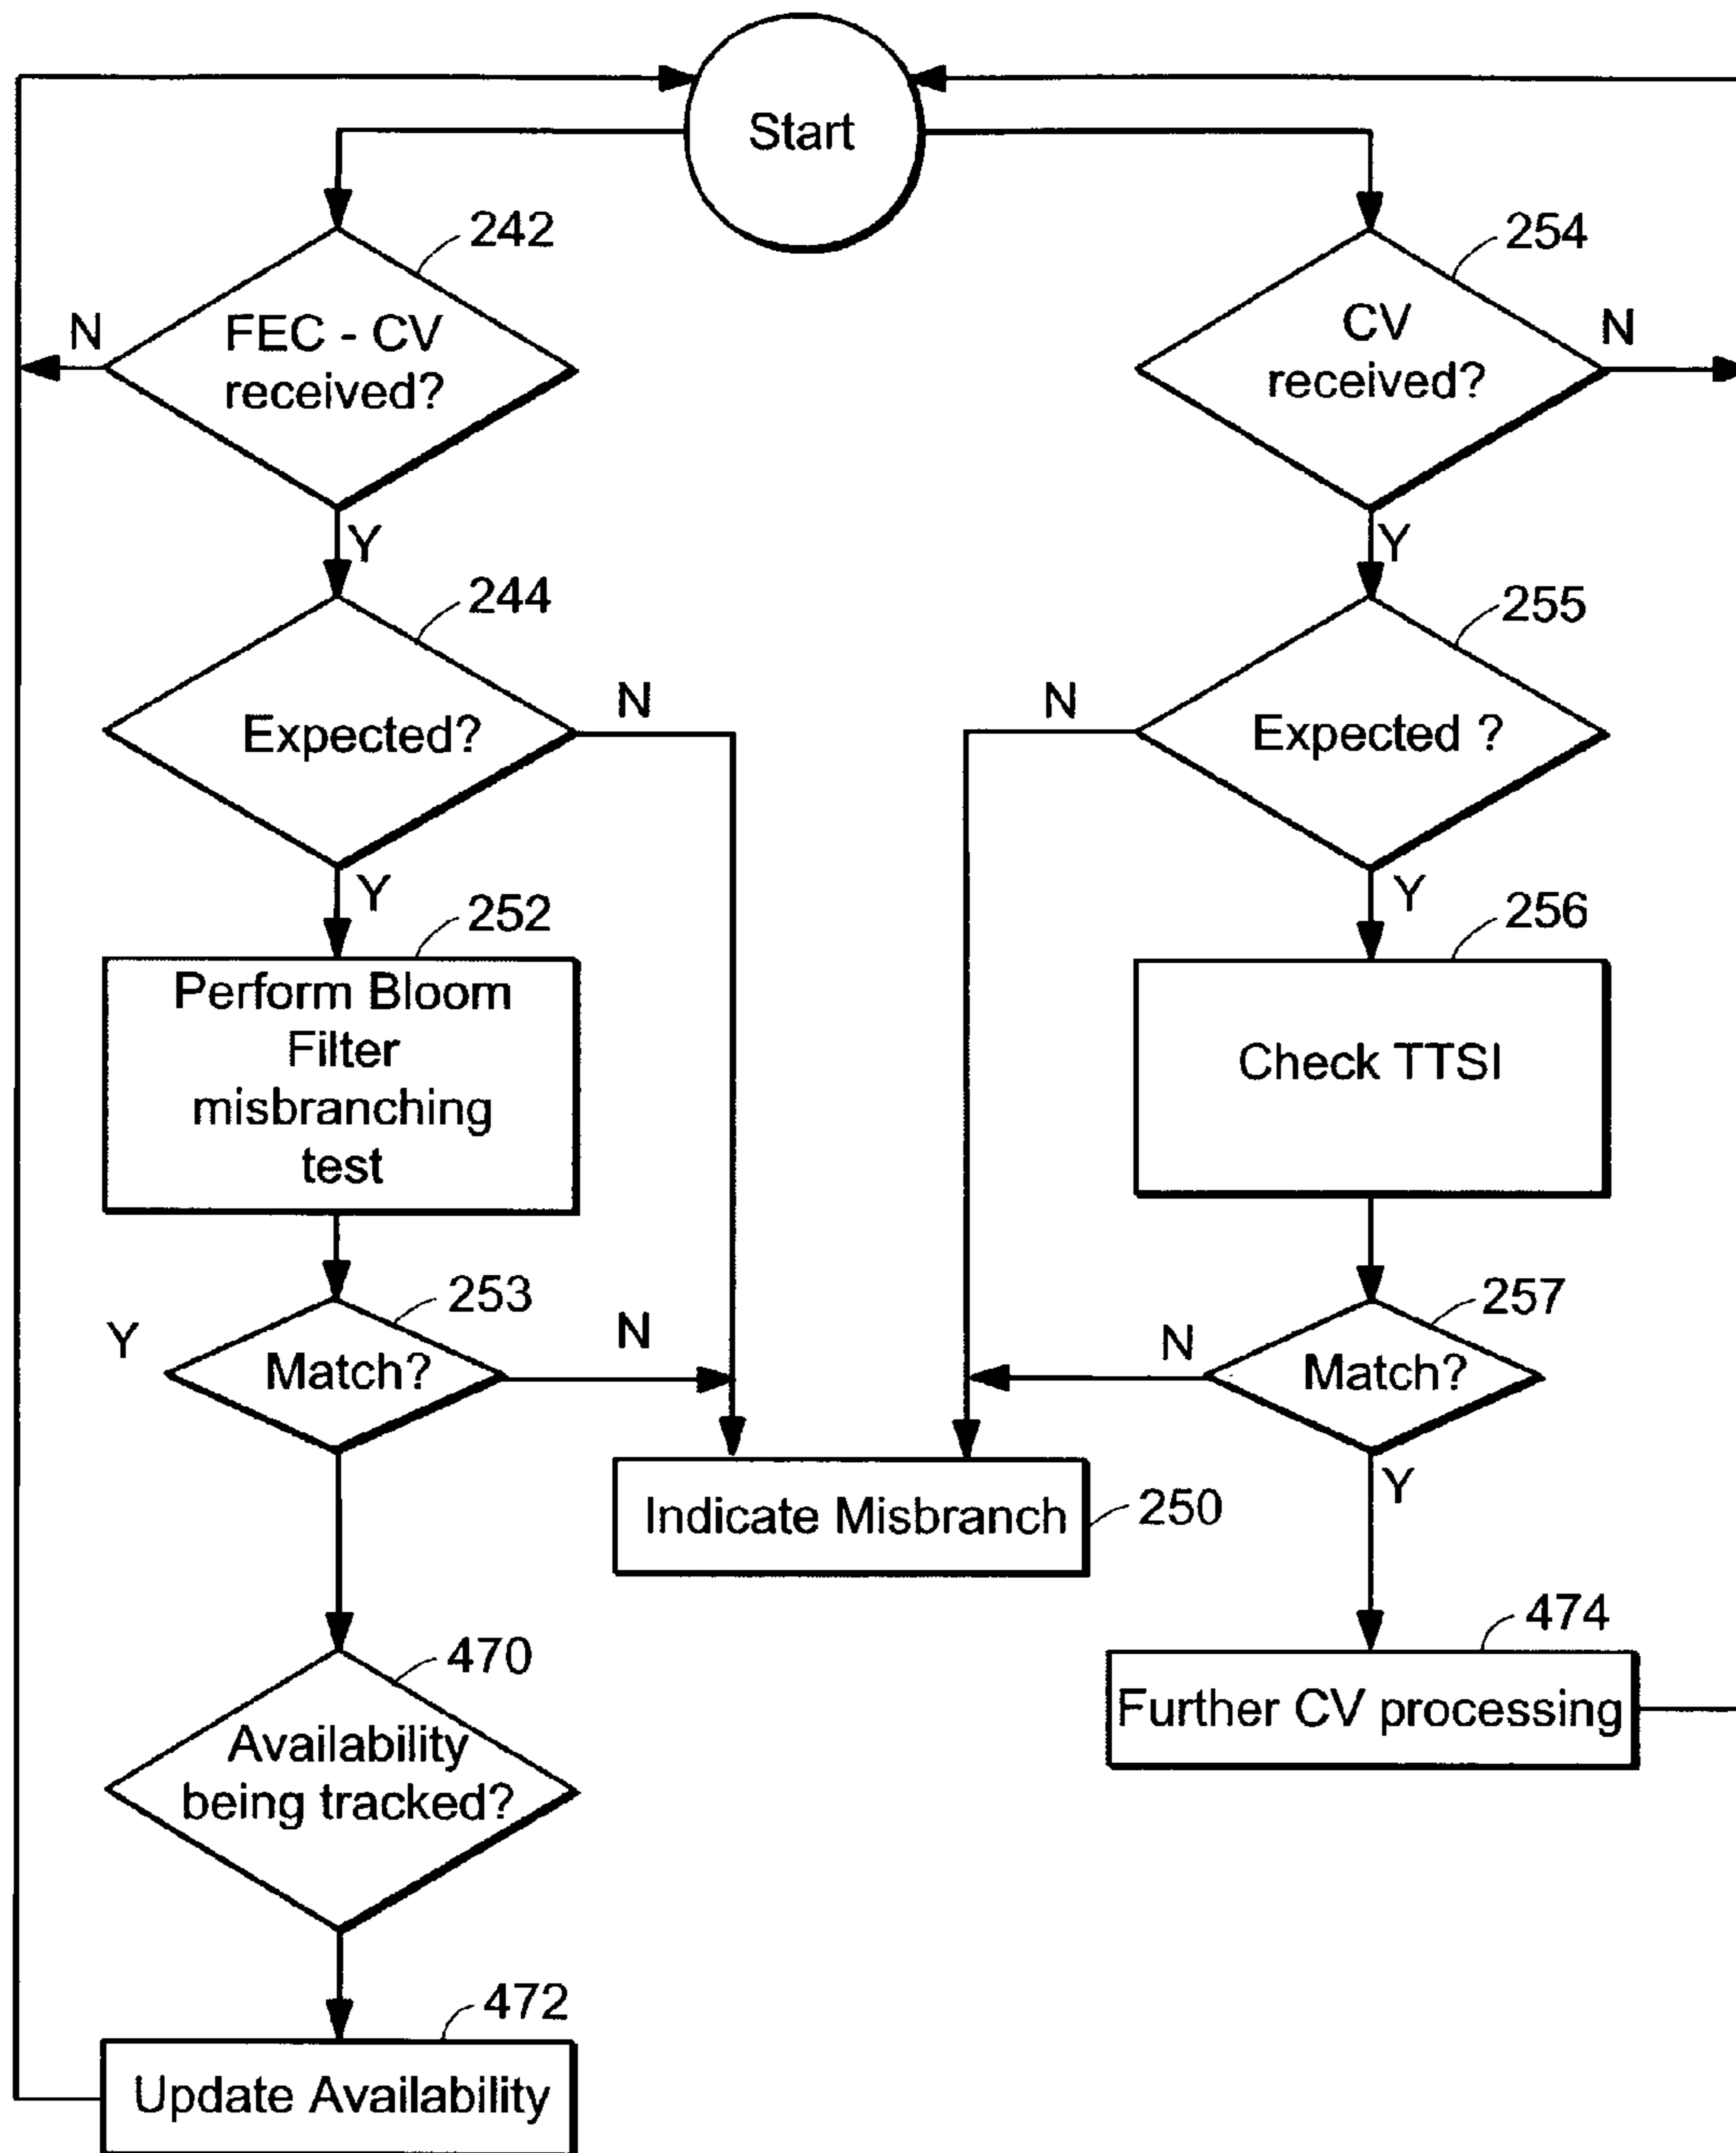 Start
242
254
FEC - CV
received?
N
CV
received?
N
Y
Y
244
255
Expected?
N
Expected ?
N
Y
Y
252
256
Perform Bloom
Filter
misbranching
test
Check TTSI
253
257
Y
Match?
N
N
Match?
Y
Indicate Misbranch
250
470
474
Availability
being tracked?
Further CV processing
472
Update Availability